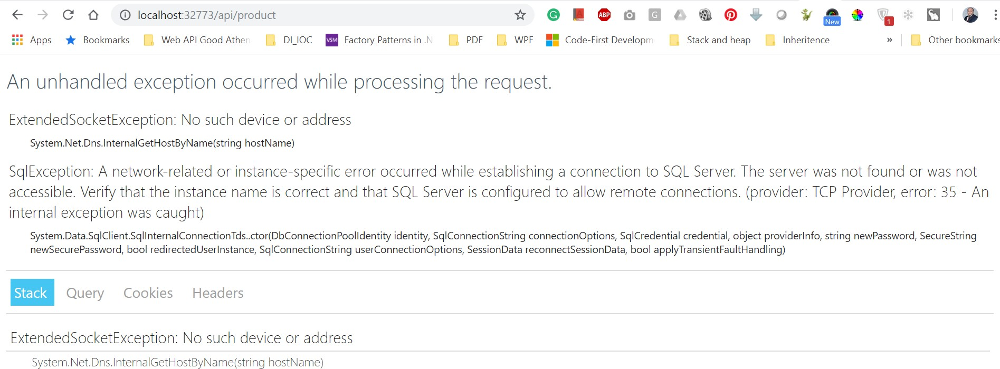 localhost:32773/api/product
G
ABP
G
New
1
Apps
Bookmarks
Web API Good Athen
DI_IOC
VSM
Factory Patterns in .N
PDF
WPF
Code-First Developm
Stack and heap
Inheritence
»
Other bookmarks
An unhandled exception occurred while processing the request.
ExtendedSocketException: No such device or address
System.Net.Dns.InternalGetHostByName(string hostName)
SqlException: A network-related or instance-specific error occurred while establishing a connection to SQL Server. The server was not found or was not
accessible. Verify that the instance name is correct and that SQL Server is configured to allow remote connections. (provider: TCP Provider, error: 35 - An
internal exception was caught)
System.Data.SqlClient.SqlInternalConnectionTds..ctor(DbConnectionPoolIdentity identity, SqlConnectionString connectionOptions, SqlCredential credential, object providerInfo, string newPassword, SecureString
newSecurePassword, bool redirectedUserInstance, SqlConnectionString userConnectionOptions, SessionData reconnectSessionData, bool applyTransientFaultHandling)
Stack Query Cookies Headers
ExtendedSocketException: No such device or address
System.Net.Dns.InternalGetHostByName(string hostName)